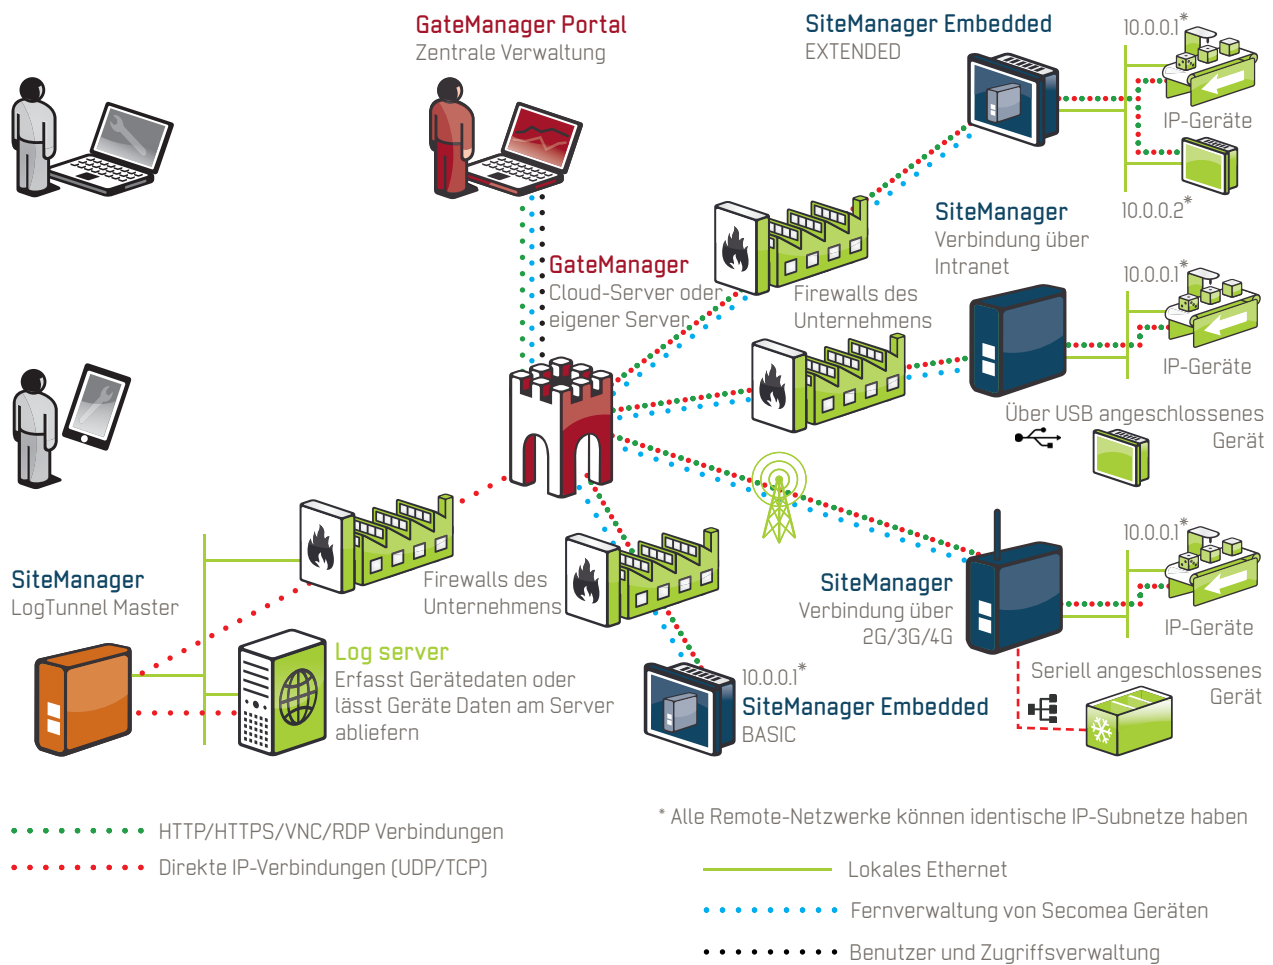 GateManager Portal
Zentrale Verwaltung
SiteManager Embedded
EXTENDED
10.0.0.1*
IP-Geräte
10.0.0.2*
SiteManager
Verbindung über
Intranet
GateManager
Cloud-Server oder
eigener Server
Firewalls des
Unternehmens
10.0.0.1*
IP-Geräte
Über USB angeschlossenes
Gerät
SiteManager
LogTunnel Master
Firewalls des
Unternehmens
10.0.0.1*
SiteManager
Verbindung über
2G/3G/4G
IP-Geräte
Log server
Erfasst Gerätedaten oder
lässt Geräte Daten am Server
abliefern
10.0.0.1*
SiteManager Embedded
BASIC
Seriell angeschlossenes
Gerät
HTTP/HTTPS/VNC/RDP Verbindungen
Direkte IP-Verbindungen (UDP/TCP)
* Alle Remote-Netzwerke können identische IP-Subnetze haben
Lokales Ethernet
Fernverwaltung von Secomea Geräten
Benutzer und Zugriffsverwaltung